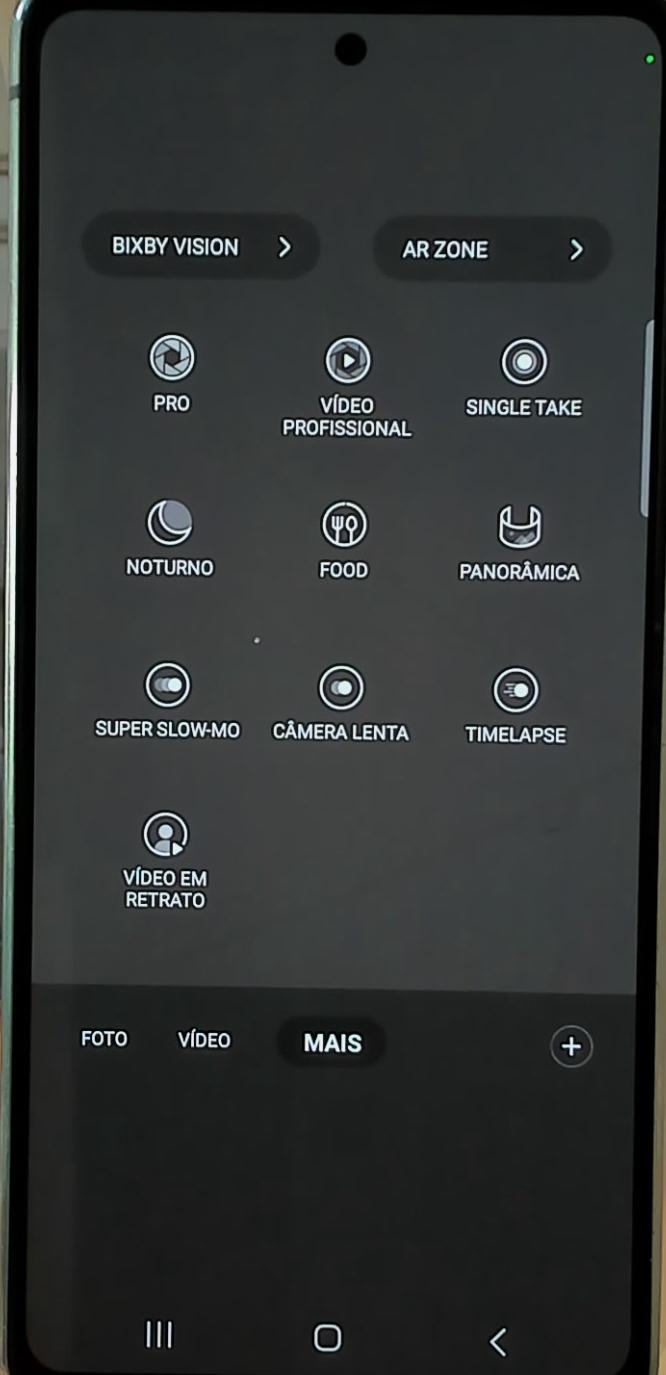 BIXBY VISION
AR ZONE
PRO
VÍDEO
PROFISSIONAL
SINGLE TAKE
NOTURNO
FOOD
PANORÂMICA
SUPER SLOW-MO
CÂMERA LENTA
TIMELAPSE
VÍDEO EM
RETRATO
FOTO
VÍDEO
MAIS